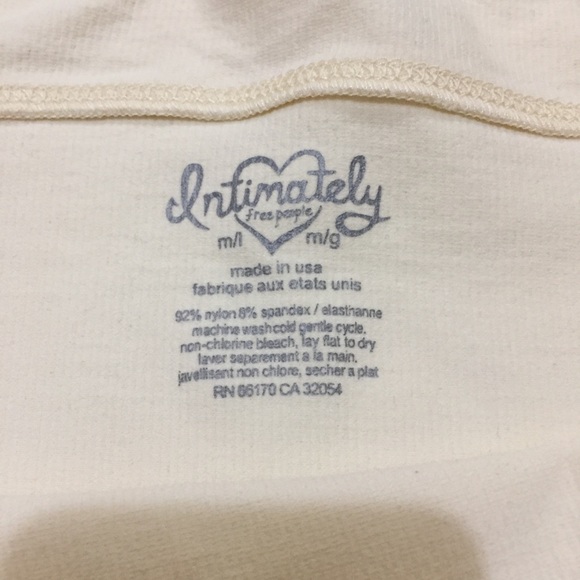 Intimately
free people
m/l m/g
made in usa
fabrique aux etats unis
92% nylon 8% spandex / elasthanne
machine wash cold gentle cycle.
non-chlorine bleach, lay flat to dry
laver separement a la main.
javellisant non chlore, secher a plat
RN 66170 CA 32054